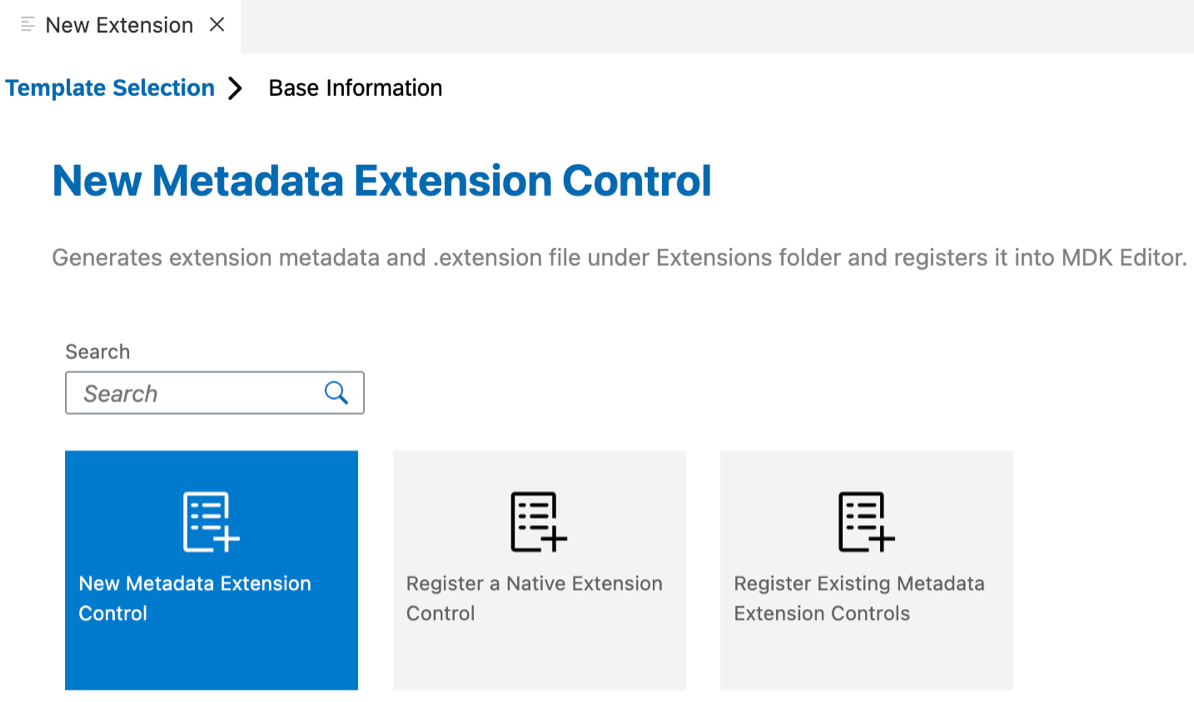 New Extension
Template Selection Base Information
New Metadata Extension Control
Generates extension metadata and .extension file under Extensions folder and registers it into MDK Editor.
Search
Search
New Metadata Extension
Control
Register a Native Extension
Control
Register Existing Metadata
Extension Controls